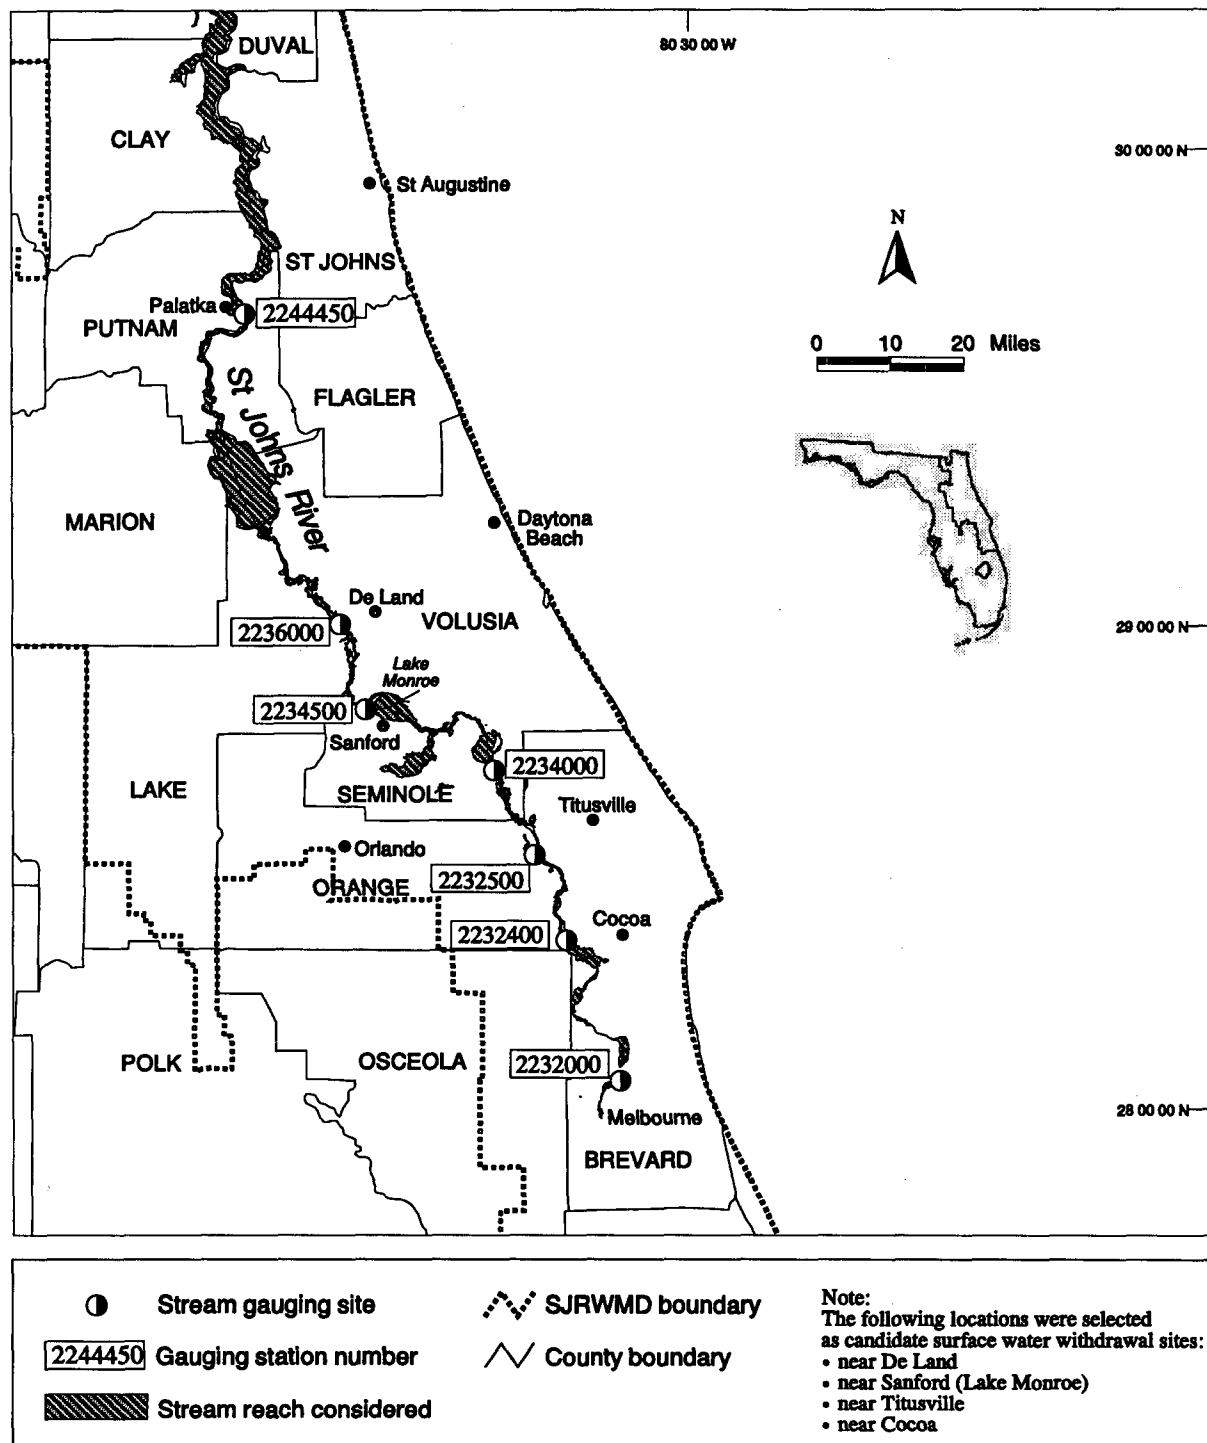 DUVAL
80 30 00 W
CLAY
30 00 00 N
St Augustine
N
ST JOHNS
Palatka
2244450
PUTNAM
0 10 20 Miles
St Johns River
FLAGLER
MARION
Daytona
Beach
De Land
VOLUSIA
2236000
29 00 00 N
Lake
Monroe
2234500
Sanford
2234000
LAKE
SEMINOLE
Titusville
Orlando
2232500
ORANGE
Cocoa
2232400
POLK
OSCEOLA
2232000
28 00 00 N
Melbourne
BREVARD
Stream gauging site
2244450 Gauging station number
Stream reach considered
SJRWMD boundary
County boundary
Note:
The following locations were selected
as candidate surface water withdrawal sites:
• near De Land
• near Sanford (Lake Monroe)
• near Titusville
• near Cocoa